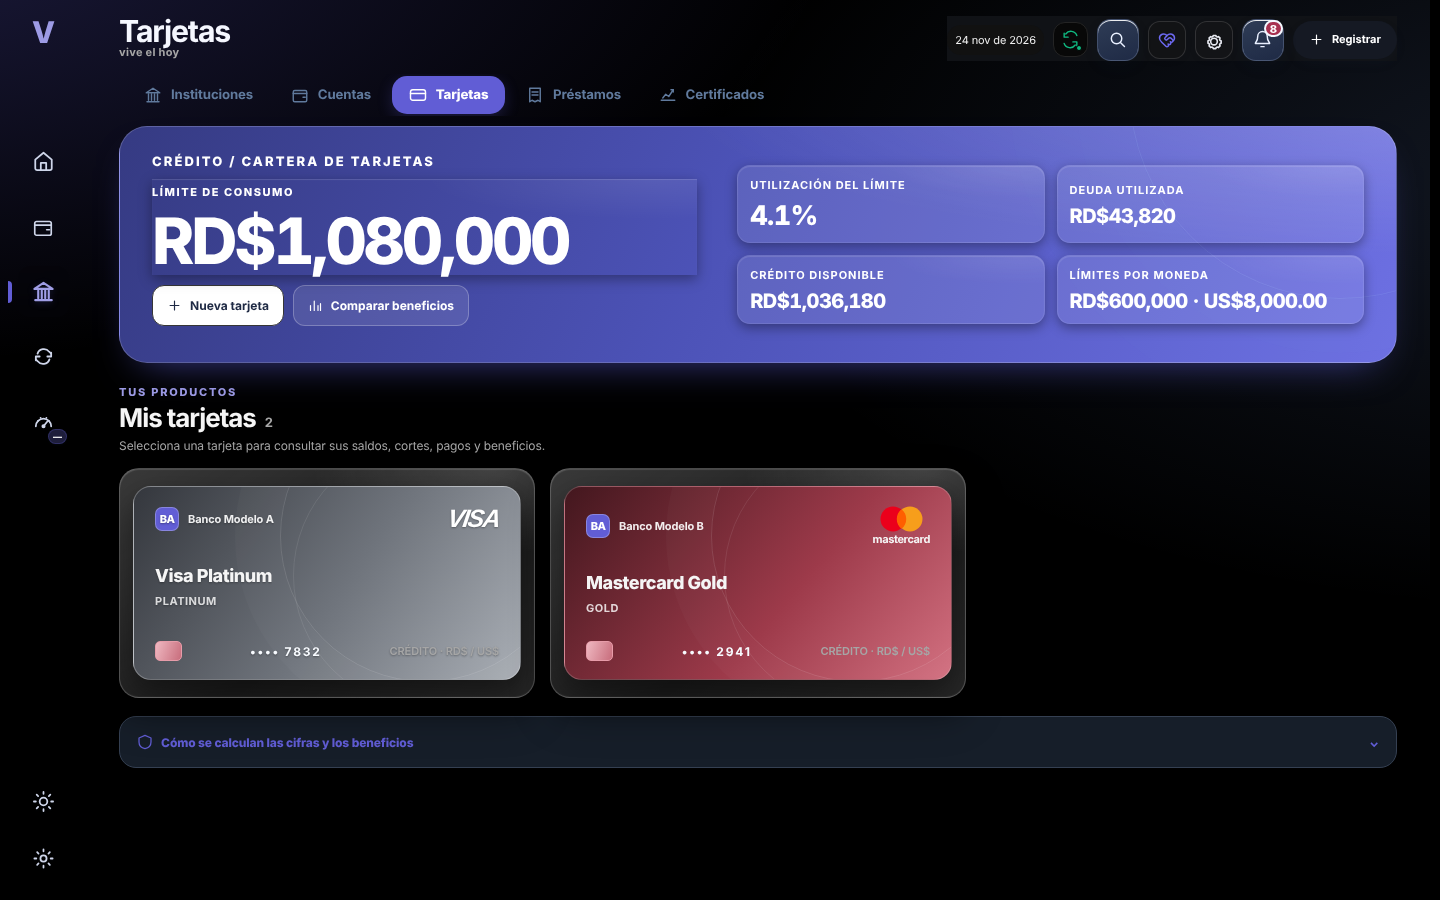 V
Tarjetas
vive el hoy
24 nov de 2026
8
Registrar
Instituciones
Cuentas
Tarjetas
Préstamos
Certificados
CRÉDITO / CARTERA DE TARJETAS
LÍMITE DE CONSUMO
RD$1,080,000
Nueva tarjeta
Comparar beneficios
UTILIZACIÓN DEL LÍMITE
4.1%
DEUDA UTILIZADA
RD$43,820
CRÉDITO DISPONIBLE
RD$1,036,180
LÍMITES POR MONEDA
RD$600,000 · US$8,000.00
TUS PRODUCTOS
Mis tarjetas 2
Selecciona una tarjeta para consultar sus saldos, cortes, pagos y beneficios.
BA Banco Modelo A
VISA
Visa Platinum
PLATINUM
•••• 7832
CRÉDITO · RD$ / US$
BA Banco Modelo B
mastercard
Mastercard Gold
GOLD
•••• 2941
CRÉDITO · RD$ / US$
Cómo se calculan las cifras y los beneficios